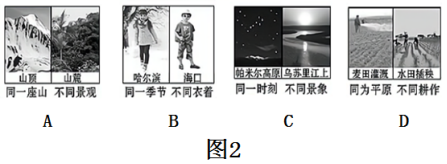 山顶 山麓 哈尔滨 海口 帕米尔高原 乌苏里江上 麦田灌溉 水田插秧
同一座山 不同景观 同一季节 不同衣着 同一时刻 不同景象 同为平原 不同耕作
A B C D
图2